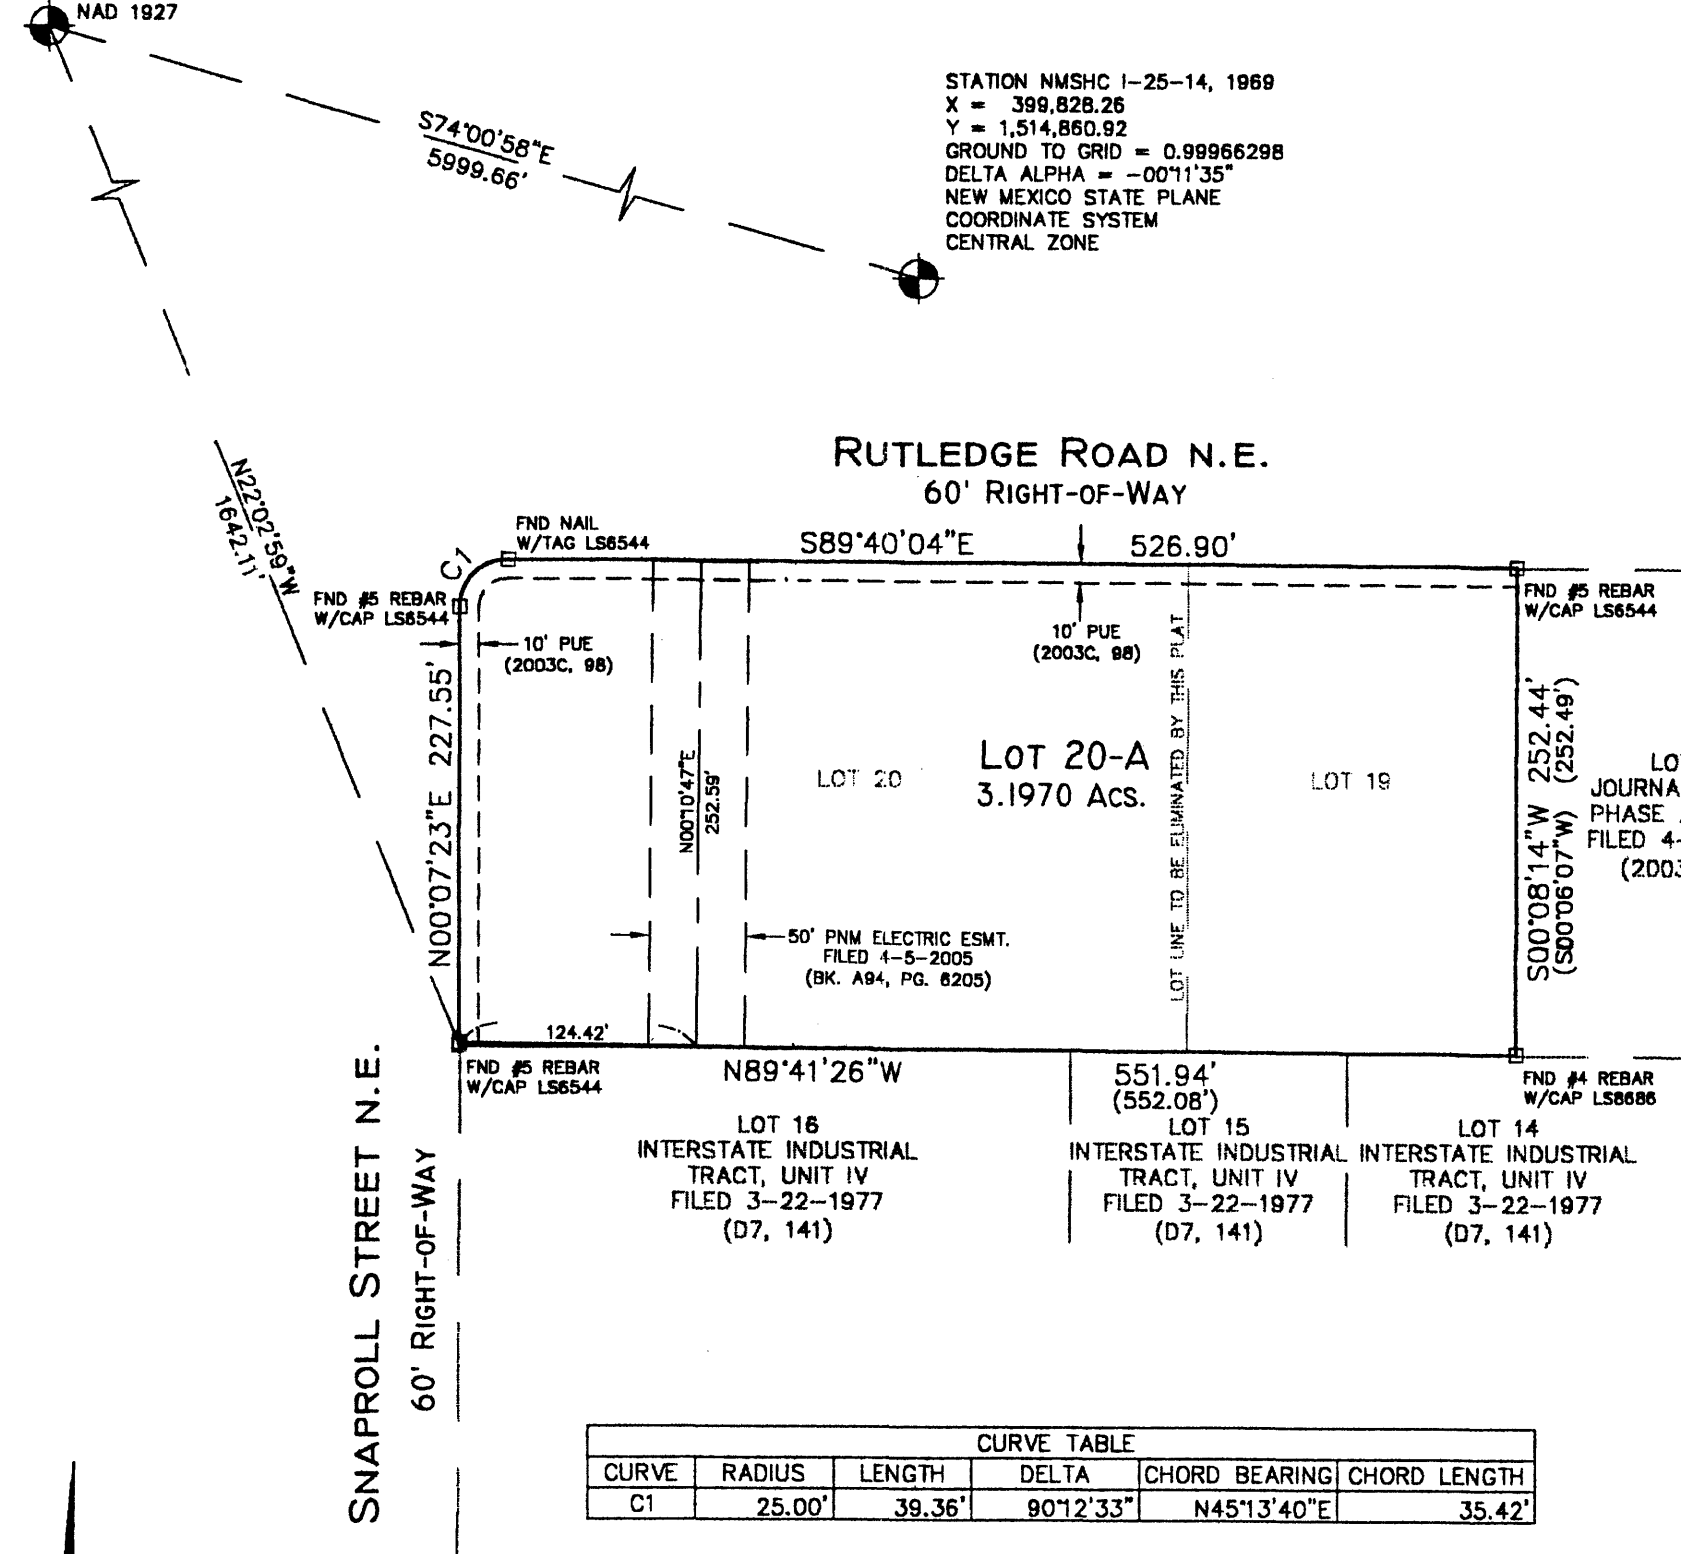 NAD 1927
STATION NMSHC I-25-14, 1969
X = 399,828.26
Y = 1,514,860.92
GROUND TO GRID = 0.99966298
DELTA ALPHA = -00°11'35"
NEW MEXICO STATE PLANE
COORDINATE SYSTEM
CENTRAL ZONE
S74°00'58"E
5999.66'
N22°02'59"W
1642.11'
RUTLEDGE ROAD N.E.
60' RIGHT-OF-WAY
FND NAIL
W/TAG LS6544
S89°40'04"E 526.90'
C1
FND #5 REBAR
W/CAP LS6544
FND #5 REBAR
W/CAP LS6544
10' PUE
(2003C, 98)
10' PUE
(2003C, 98)
N00°07'23"E 227.55'
N00°10'47"E
252.59'
LOT 20
LOT 20-A
3.1970 ACS.
LOT LINE TO BE ELIMINATED BY THIS PLAT
LOT 19
S00°08'14"W 252.44'
(S00°06'07"W) (252.49')
LO
JOURNA
PHASE
FILED 4-
(2003
50' PNM ELECTRIC ESMT.
FILED 4-5-2005
(BK. A94, PG. 6205)
124.42'
FND #5 REBAR
W/CAP LS6544
N89°41'26"W 551.94'
(552.08')
FND #4 REBAR
W/CAP LS8686
LOT 16
INTERSTATE INDUSTRIAL
TRACT, UNIT IV
FILED 3-22-1977
(D7, 141)
LOT 15
INTERSTATE INDUSTRIAL
TRACT, UNIT IV
FILED 3-22-1977
(D7, 141)
LOT 14
INTERSTATE INDUSTRIAL
TRACT, UNIT IV
FILED 3-22-1977
(D7, 141)
SNAPROLL STREET N.E.
60' RIGHT-OF-WAY
CURVE TABLE
CURVE RADIUS LENGTH DELTA CHORD BEARING CHORD LENGTH
C1 25.00' 39.36' 90°12'33" N45°13'40"E 35.42'